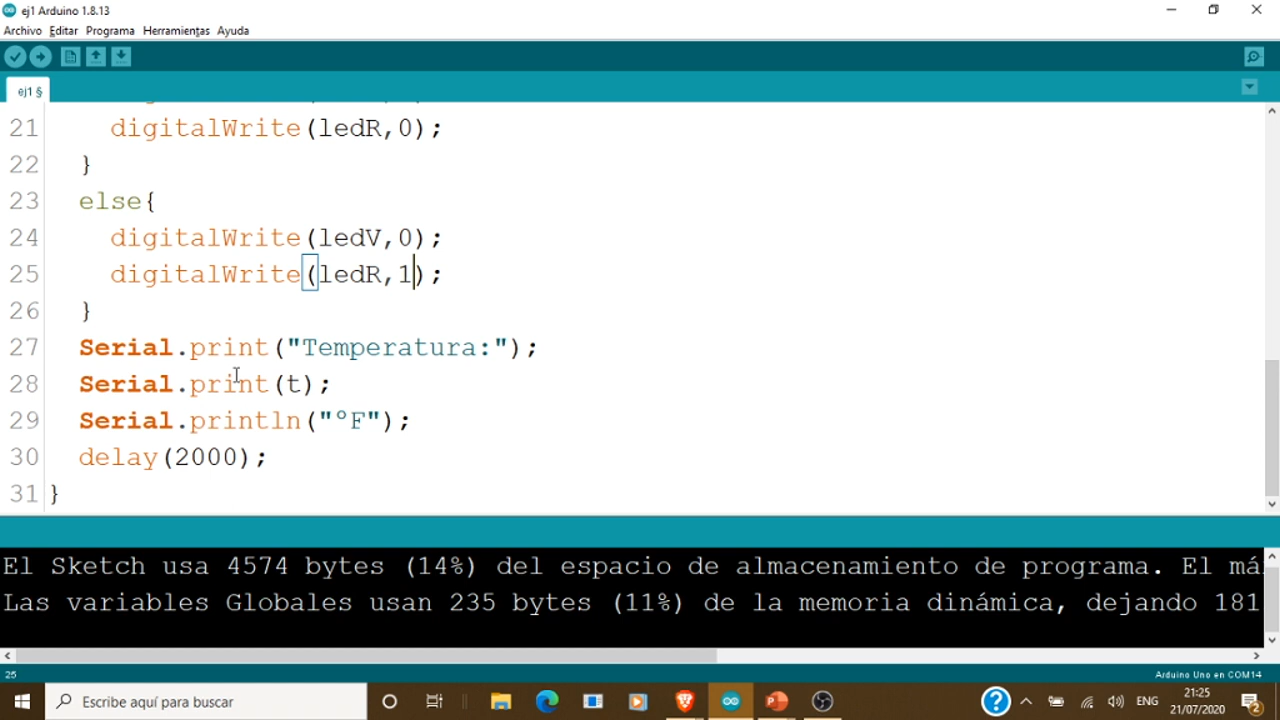 ej1 Arduino 1.8.13
Archivo Editar Programa Herramientas Ayuda
ej1 §
21 digitalWrite(ledR,0);
22 }
23 else{
24 digitalWrite(ledV,0);
25 digitalWrite(ledR,1);
26 }
27 Serial.print("Temperatura:");
28 Serial.print(t);
29 Serial.println("°F");
30 delay(2000);
31 }
El Sketch usa 4574 bytes (14%) del espacio de almacenamiento de programa. El má
Las variables Globales usan 235 bytes (11%) de la memoria dinámica, dejando 181
25
Arduino Uno en COM14
Escribe aquí para buscar
ENG
21:25
21/07/2020
2